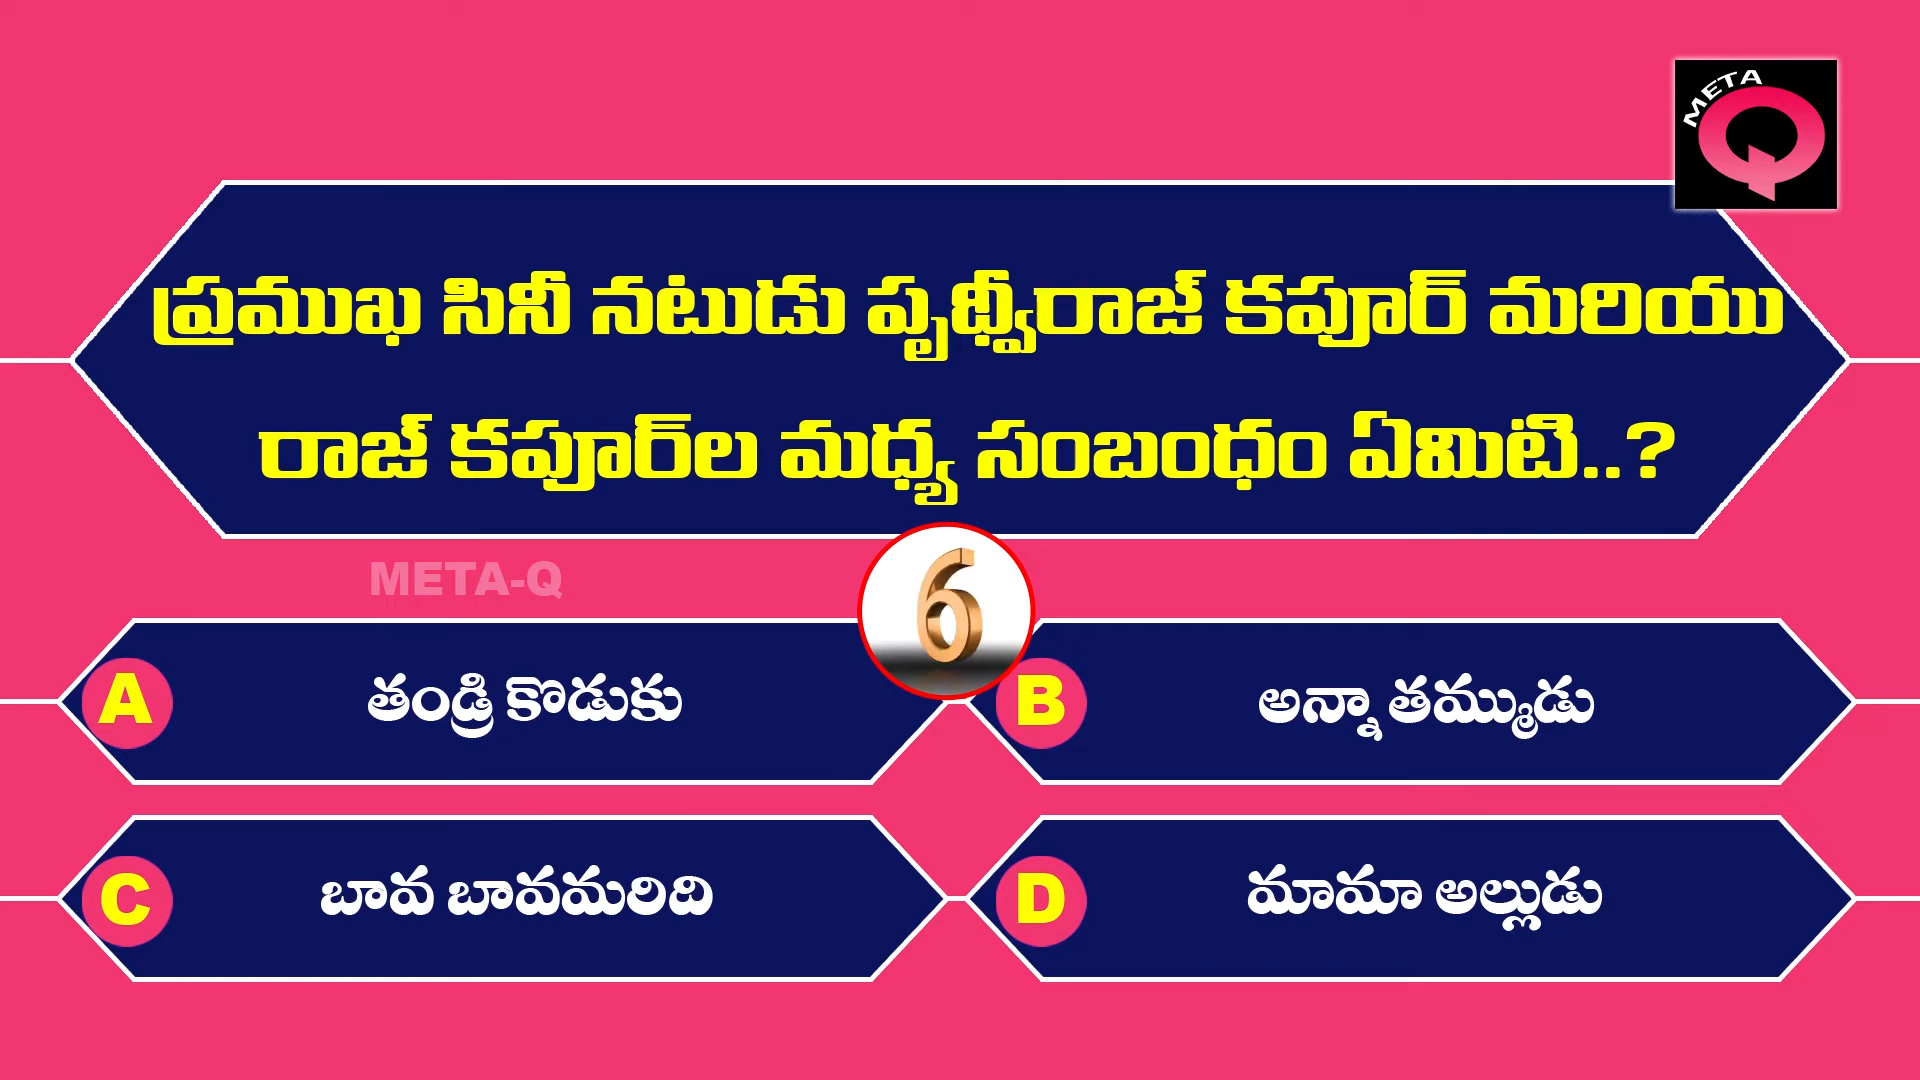 META
Q
ప్రముఖ సినీ నటుడు పృథ్వీరాజ్ కపూర్ మరియు
రాజ్ కపూర్‌ల మధ్య సంబంధం ఏమిటి..?
META-Q
6
A తండ్రి కొడుకు
B అన్నా తమ్ముడు
C బావ బావమరిది
D మామా అల్లుడు